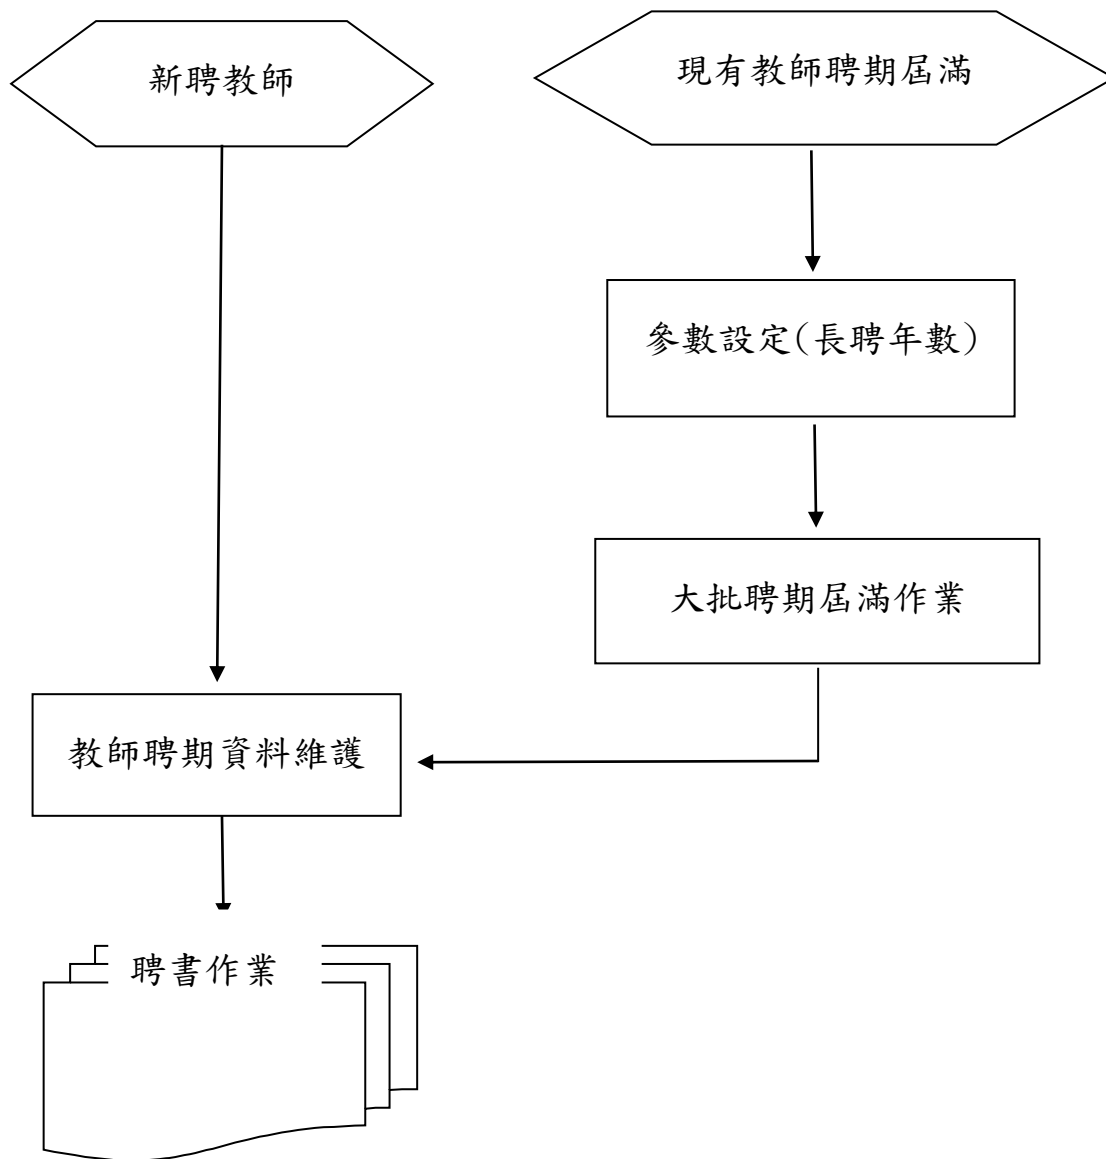 新聘教師
現有教師聘期屆滿
參數設定(長聘年數)
大批聘期屆滿作業
教師聘期資料維護
聘書作業